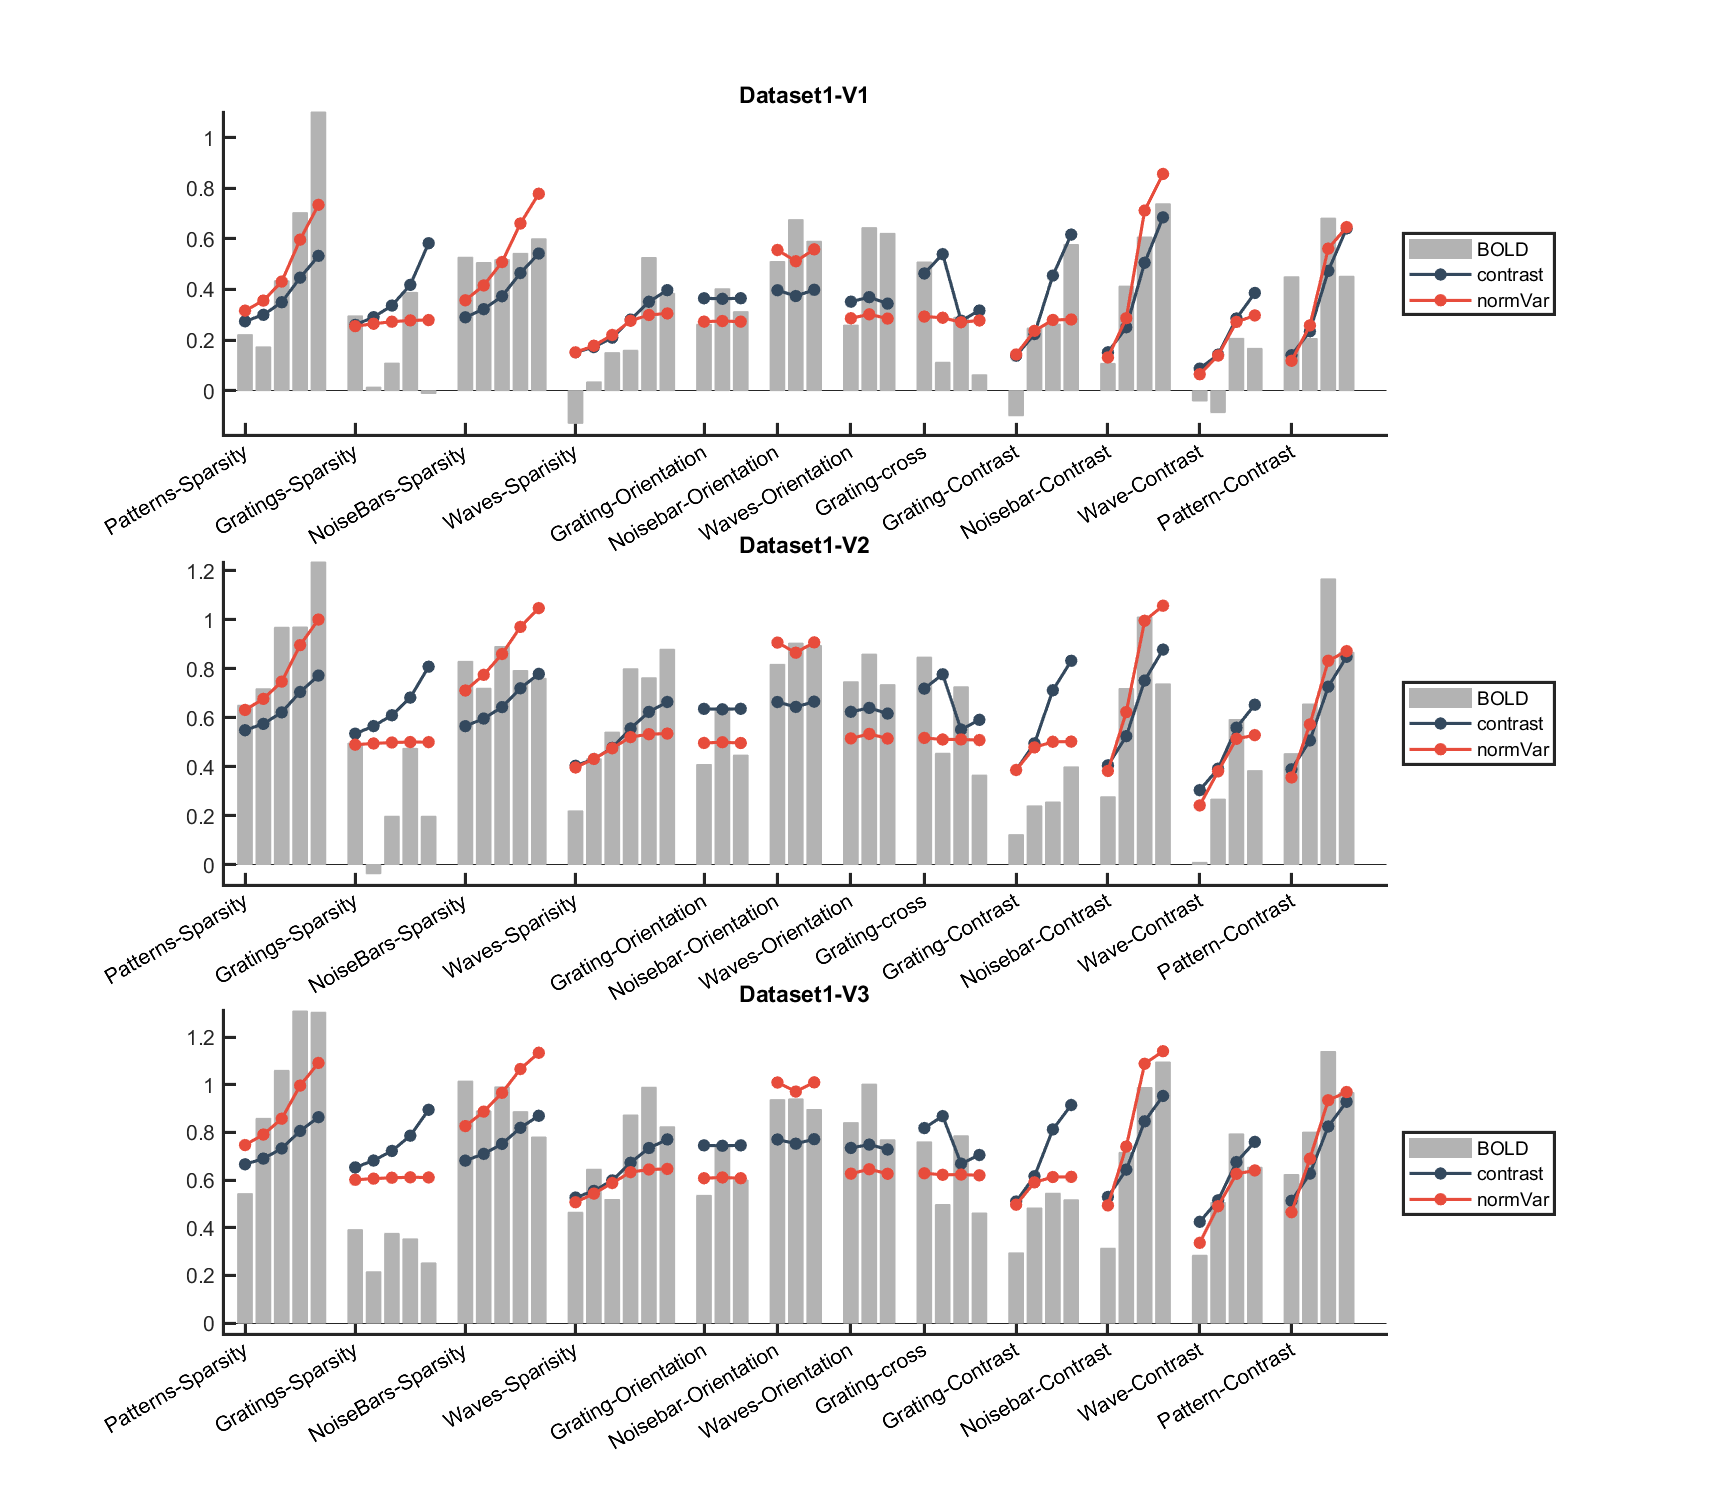 Dataset1-V1
1
0.8
0.6
0.4
0.2
0
BOLD
contrast
normVar
Patterns-Sparsity
Gratings-Sparsity
NoiseBars-Sparsity
Waves-Sparisity
Grating-Orientation
Noisebar-Orientation
Waves-Orientation
Grating-cross
Grating-Contrast
Noisebar-Contrast
Wave-Contrast
Pattern-Contrast
Dataset1-V2
1.2
1
0.8
0.6
0.4
0.2
0
BOLD
contrast
normVar
Patterns-Sparsity
Gratings-Sparsity
NoiseBars-Sparsity
Waves-Sparisity
Grating-Orientation
Noisebar-Orientation
Waves-Orientation
Grating-cross
Grating-Contrast
Noisebar-Contrast
Wave-Contrast
Pattern-Contrast
Dataset1-V3
1.2
1
0.8
0.6
0.4
0.2
0
BOLD
contrast
normVar
Patterns-Sparsity
Gratings-Sparsity
NoiseBars-Sparsity
Waves-Sparisity
Grating-Orientation
Noisebar-Orientation
Waves-Orientation
Grating-cross
Grating-Contrast
Noisebar-Contrast
Wave-Contrast
Pattern-Contrast